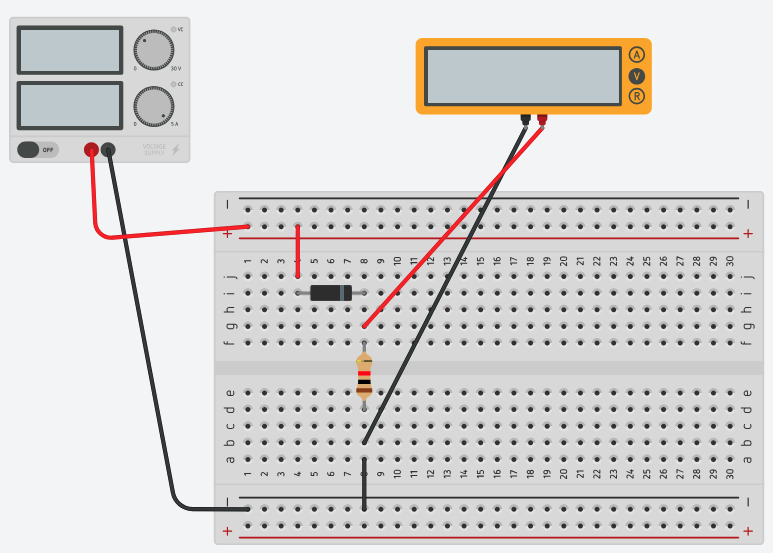 VC
0 30 V
CC
0 5 A
OFF VOLTAGE SUPPLY
A
V
R
− −
+ +
1 2 3 4 5 6 7 8 9 10 11 12 13 14 15 16 17 18 19 20 21 22 23 24 25 26 27 28 29 30
j j
i i
h h
g g
f f
e e
d d
c c
b b
a a
1 2 3 4 5 6 7 8 9 10 11 12 13 14 15 16 17 18 19 20 21 22 23 24 25 26 27 28 29 30
− −
+ +